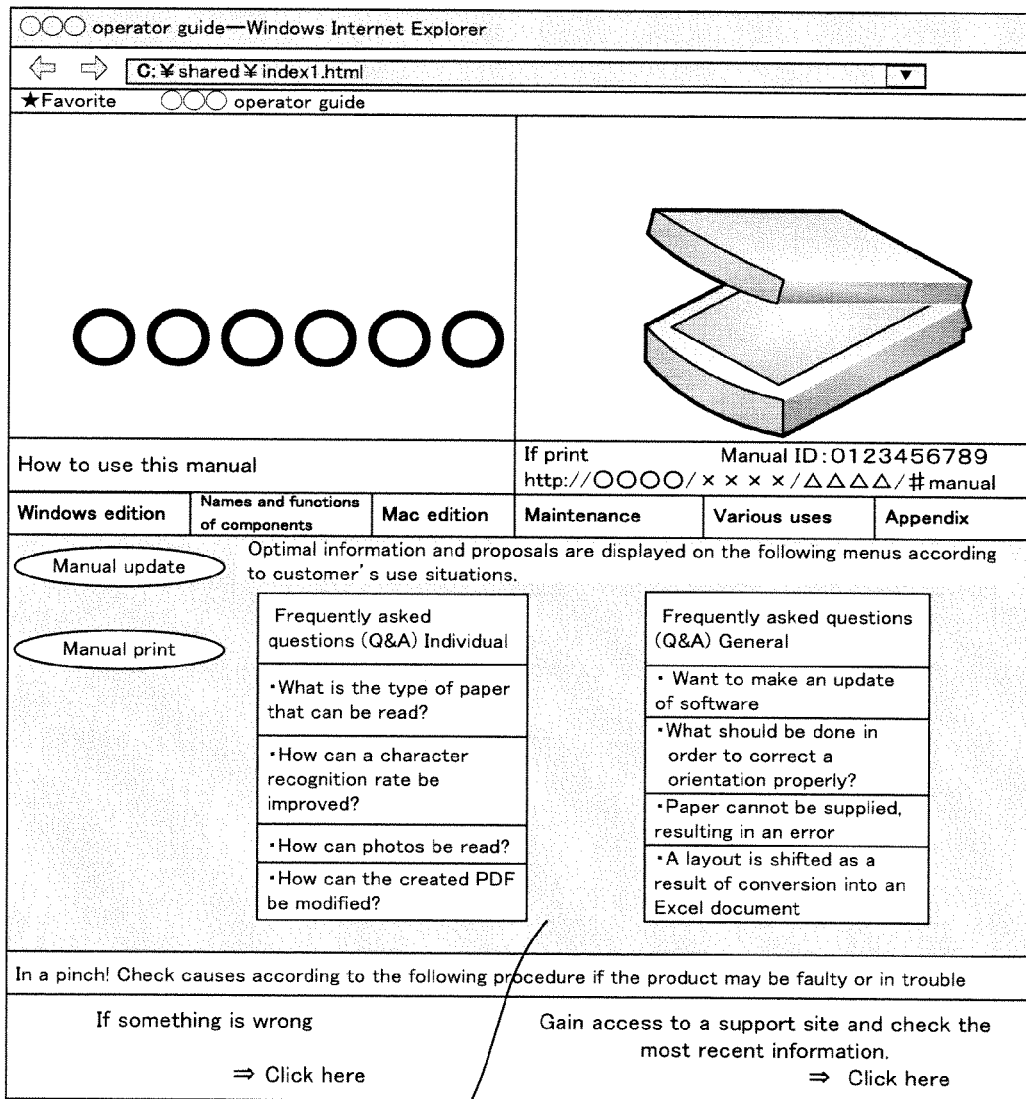 ○○○ operator guide—Windows Internet Explorer
C:¥shared¥index1.html
★Favorite ○○○ operator guide
○○○○○○
How to use this manual
If print Manual ID:0123456789
http://○○○○/××××/△△△△/#manual
Windows edition
Names and functions
of components
Mac edition
Maintenance
Various uses
Appendix
Manual update
Manual print
Optimal information and proposals are displayed on the following menus according
to customer's use situations.
Frequently asked
questions (Q&A) Individual
・What is the type of paper
that can be read?
・How can a character
recognition rate be
improved?
・How can photos be read?
・How can the created PDF
be modified?
Frequently asked questions
(Q&A) General
・ Want to make an update
of software
・What should be done in
order to correct a
orientation properly?
・Paper cannot be supplied,
resulting in an error
・A layout is shifted as a
result of conversion into an
Excel document
In a pinch! Check causes according to the following procedure if the product may be faulty or in trouble
If something is wrong
⇒ Click here
Gain access to a support site and check the
most recent information.
⇒ Click here